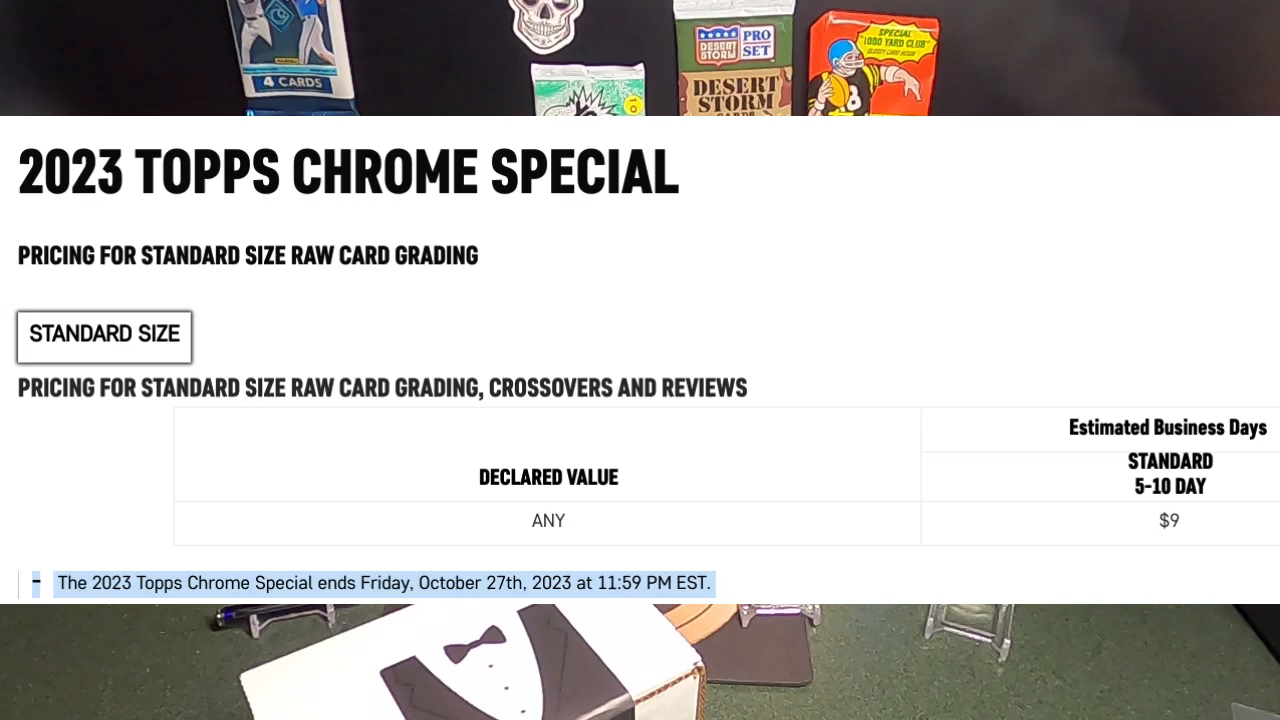 4 CARDS
DESERT STORM
PRO SET
DESERT STORM
CARDS
SPECIAL
"1000 YARD CLUB"
8
2023 TOPPS CHROME SPECIAL
PRICING FOR STANDARD SIZE RAW CARD GRADING
STANDARD SIZE
PRICING FOR STANDARD SIZE RAW CARD GRADING, CROSSOVERS AND REVIEWS
Estimated Business Days
DECLARED VALUE
STANDARD
5-10 DAY
ANY
$9
- The 2023 Topps Chrome Special ends Friday, October 27th, 2023 at 11:59 PM EST.